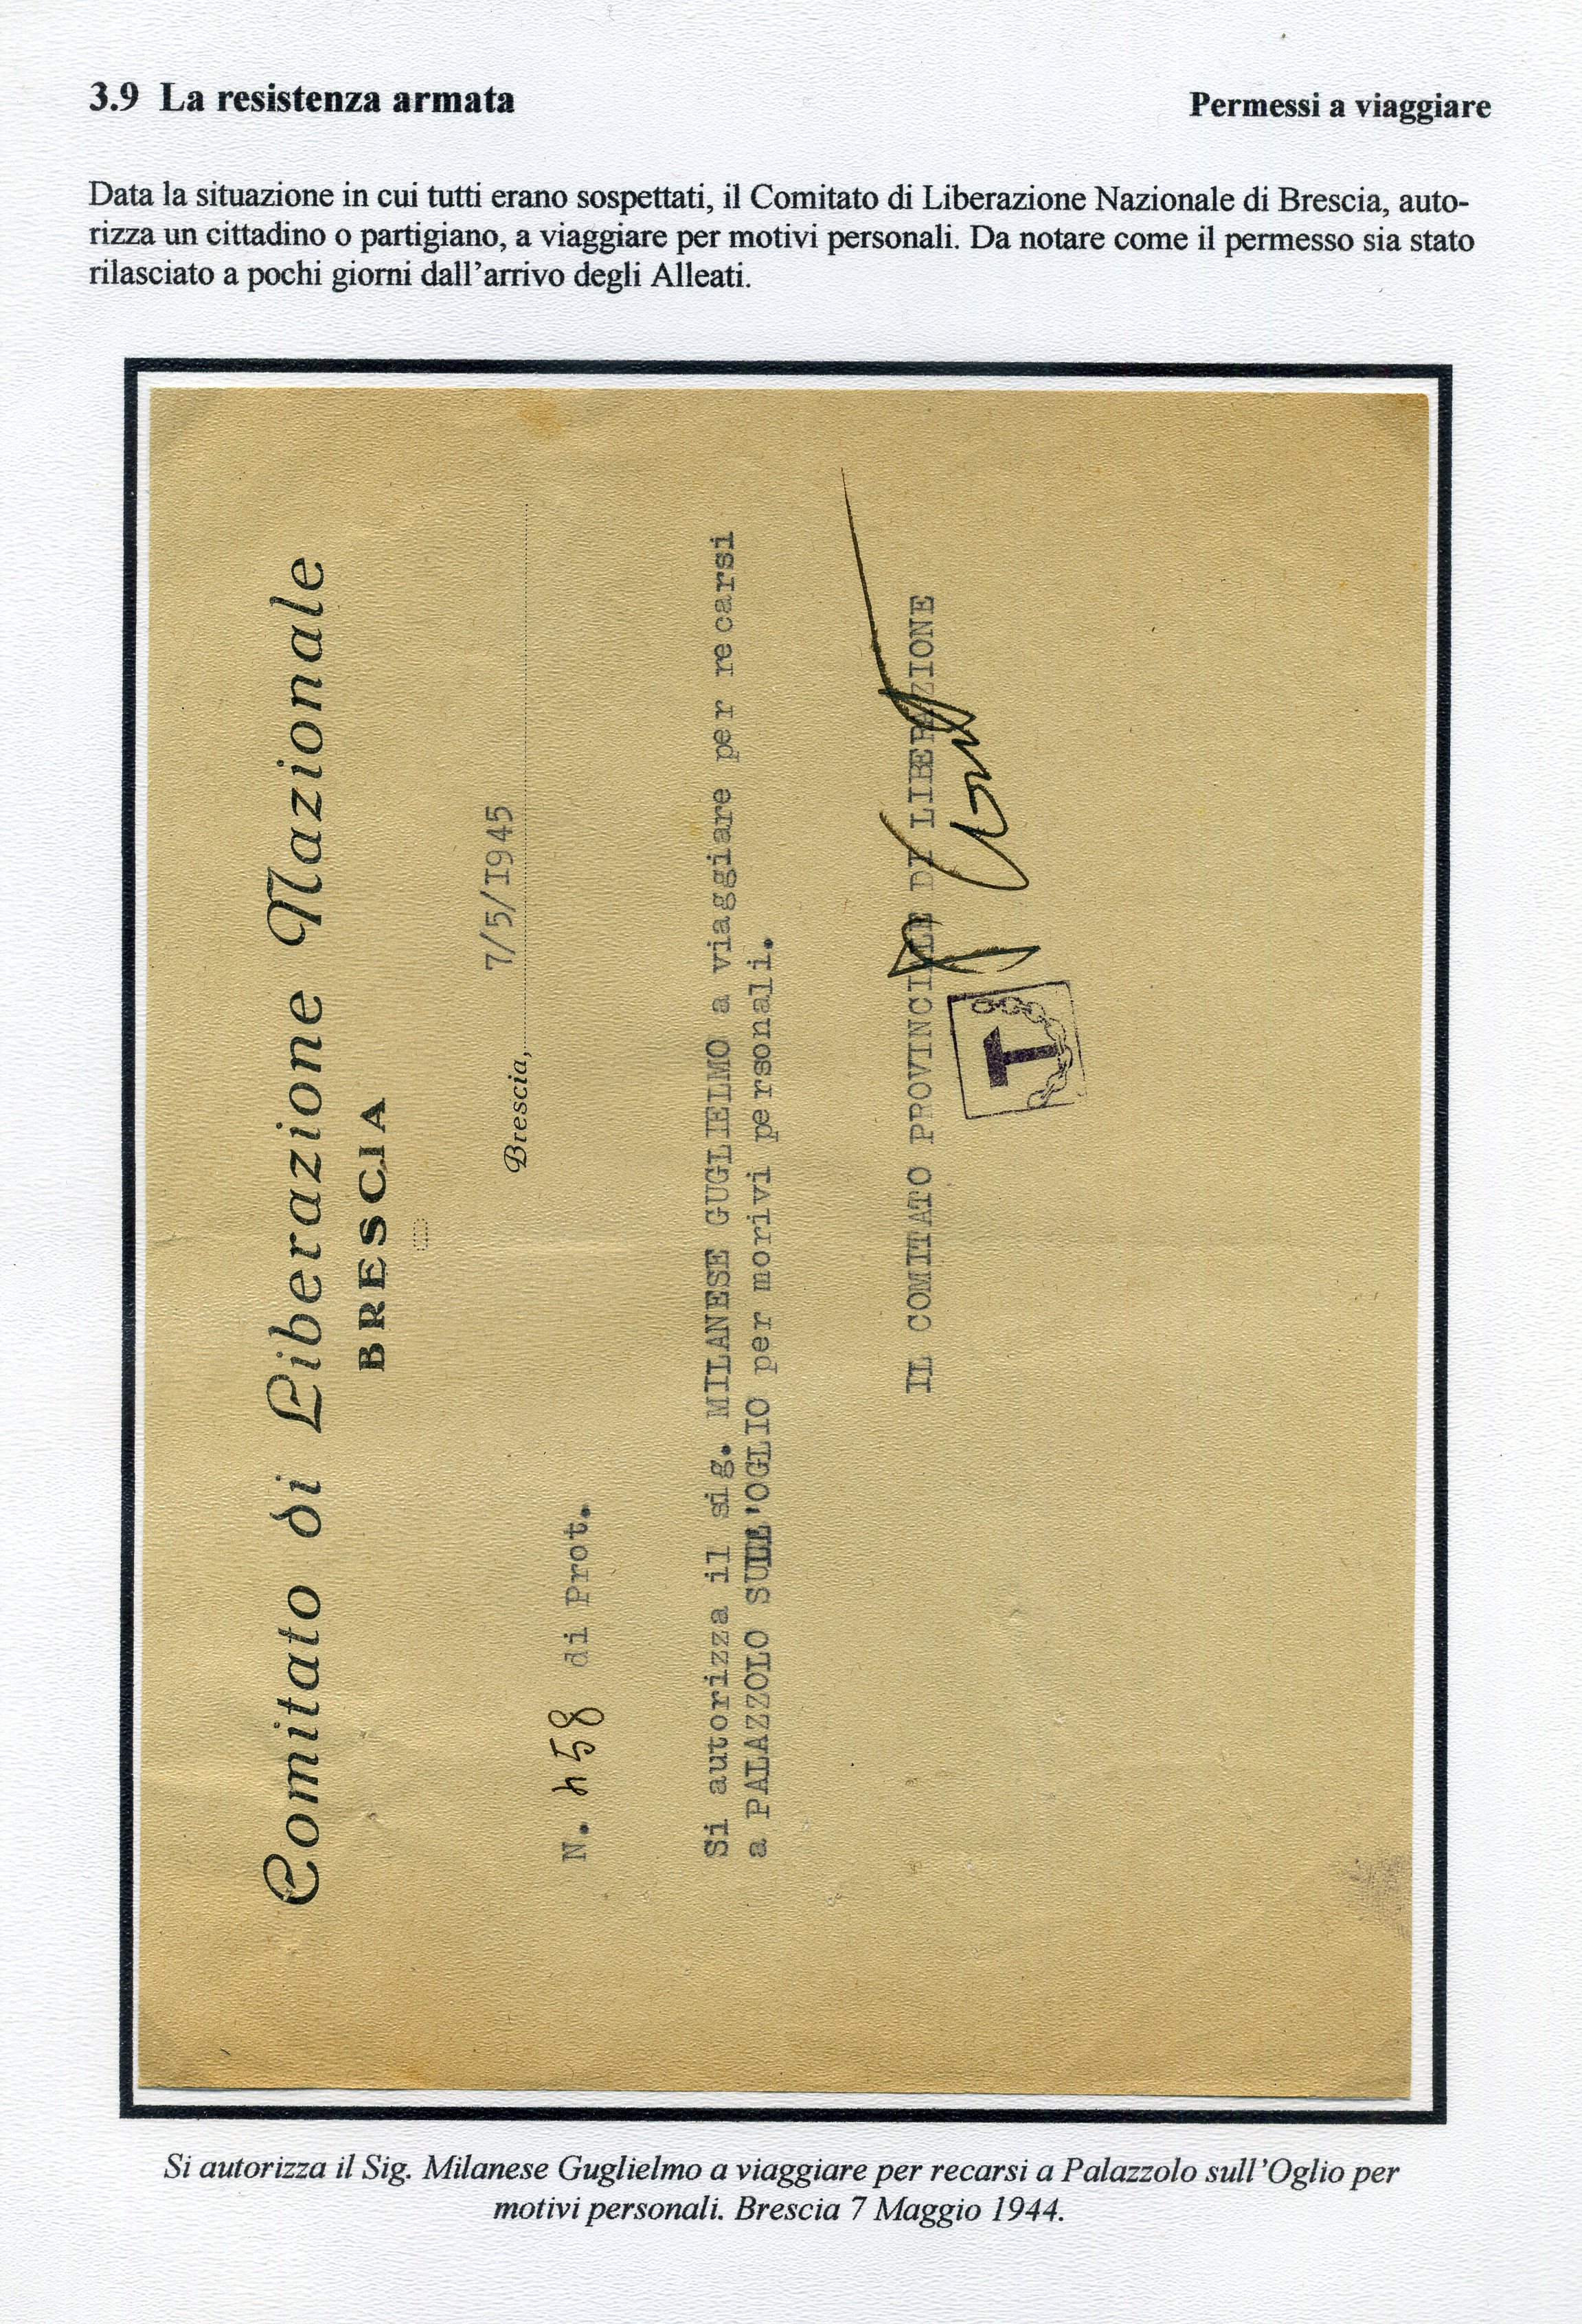 3.9 La resistenza armata
Permessi a viaggiare
Data la situazione in cui tutti erano sospettati, il Comitato di Liberazione Nazionale di Brescia, auto-
rizza un cittadino o partigiano, a viaggiare per motivi personali. Da notare come il permesso sia stato
rilasciato a pochi giorni dall'arrivo degli Alleati.
Comitato di Liberazione Nazionale
BRESCIA
Brescia, 7/5/I945
N. 458 di Prot.
Si autorizza il sig. MILANESE GUGLIELMO a viaggiare per recarsi
a PALAZZOLO SULL'OGLIO per morivi personali.
IL COMITATO PROVINCILE DI LIBERAZIONE
T
Si autorizza il Sig. Milanese Guglielmo a viaggiare per recarsi a Palazzolo sull'Oglio per
motivi personali. Brescia 7 Maggio 1944.